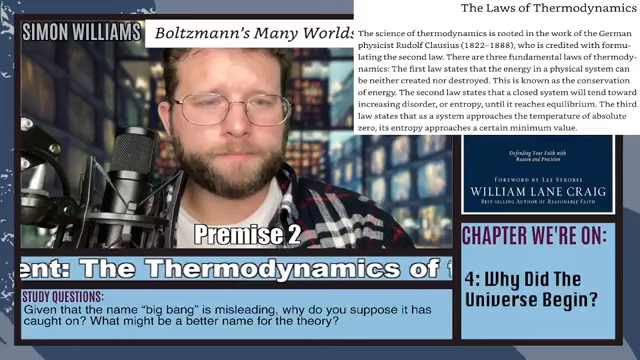 The Laws of Thermodynamics
SIMON WILLIAMS
Boltzmann's Many Worlds
The science of thermodynamics is rooted in the work of the German
physicist Rudolf Clausius (1822–1888), who is credited with formu-
lating the second law. There are three fundamental laws of thermody-
namics: The first law states that the energy in a physical system can
be neither created nor destroyed. This is known as the conservation
of energy. The second law states that a closed system will tend toward
increasing disorder, or entropy, until it reaches equilibrium. The third
law states that as a system approaches the temperature of absolute
zero, its entropy approaches a certain minimum value.
Defending Your Faith with
Reason and Precision
FOREWORD BY LEE STROBEL
WILLIAM LANE CRAIG
BEST-SELLING AUTHOR OF REASONABLE FAITH
Premise 2
ent: The Thermodynamics of
CHAPTER WE'RE ON:
4: Why Did The
Universe Begin?
STUDY QUESTIONS:
Given that the name "big bang" is misleading, why do you suppose it has
caught on? What might be a better name for the theory?